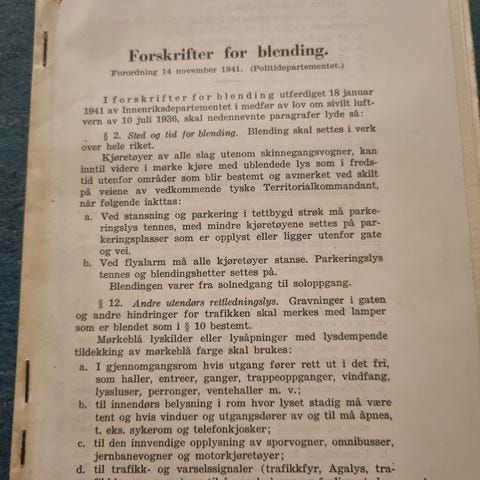 Forskrifter for blending.
Forordning 14 november 1941. (Politidepartementet.)
I forskrifter for blending utferdiget 18 januar
1941 av Innenriksdepartementet i medfør av lov om sivilt luft-
vern av 10 juli 1936, skal nedennevnte paragrafer lyde så:
§ 2. Sted og tid for blending. Blending skal settes i verk
over hele riket.
Kjøretøyer av alle slag utenom skinnegangsvogner, kan
inntil videre i mørke kjøre med ublendede lys som i freds-
tid utenfor områder som blir bestemt og avmerket ved skilt
på veiene av vedkommende tyske Territorialkommandant,
når følgende iakttas:
a. Ved stansning og parkering i tettbygd strøk må parke-
ringslys tennes, med mindre kjøretøyene settes på par-
keringsplasser som er opplyst eller ligger utenfor gate
og vei.
b. Ved flyalarm må alle kjøretøyer stanse. Parkeringslys
tennes og blendingshetter settes på.
Blendingen varer fra solnedgang til soloppgang.
§ 12. Andre utendørs rettledningslys. Gravninger i gaten
og andre hindringer for trafikken skal merkes med lamper
som er blendet som i § 10 bestemt.
Mørkeblå lyskilder eller lysåpninger med lysdempende
tildekking av mørkeblå farge skal brukes:
a. I gjennomgangsrom hvis utgang fører rett ut i det fri,
som haller, entreer, ganger, trappeoppganger, vindfang,
lyssluser, perronger, ventehaller m. v.;
b. til innendørs belysning i rom hvor lyset stadig må være
tent og hvis vinduer og utgangsdører av og til må åpnes,
t. eks. sykerom og telefonkjosker;
c. til den innvendige opplysning av sporvogner, omnibusser,
jernbanevogner og motorkjøretøyer;
d. til trafikk- og varselssignaler (trafikkfyr, Agalys, tra-